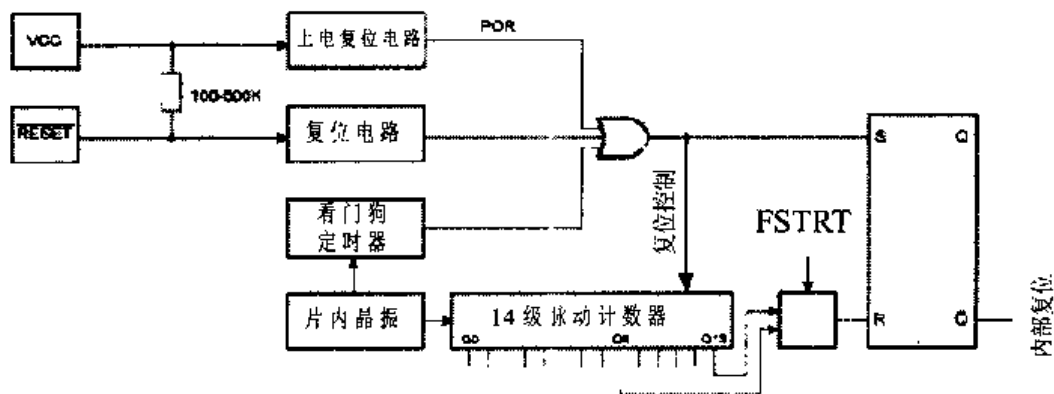 VCC
上电复位电路
POR
100-500K
RESET
复位电路
看门狗
定时器
复位控制
FSTRT
S
Q
片内晶振
14级脉动计数器
Q0
Q13
R
Q
内部复位